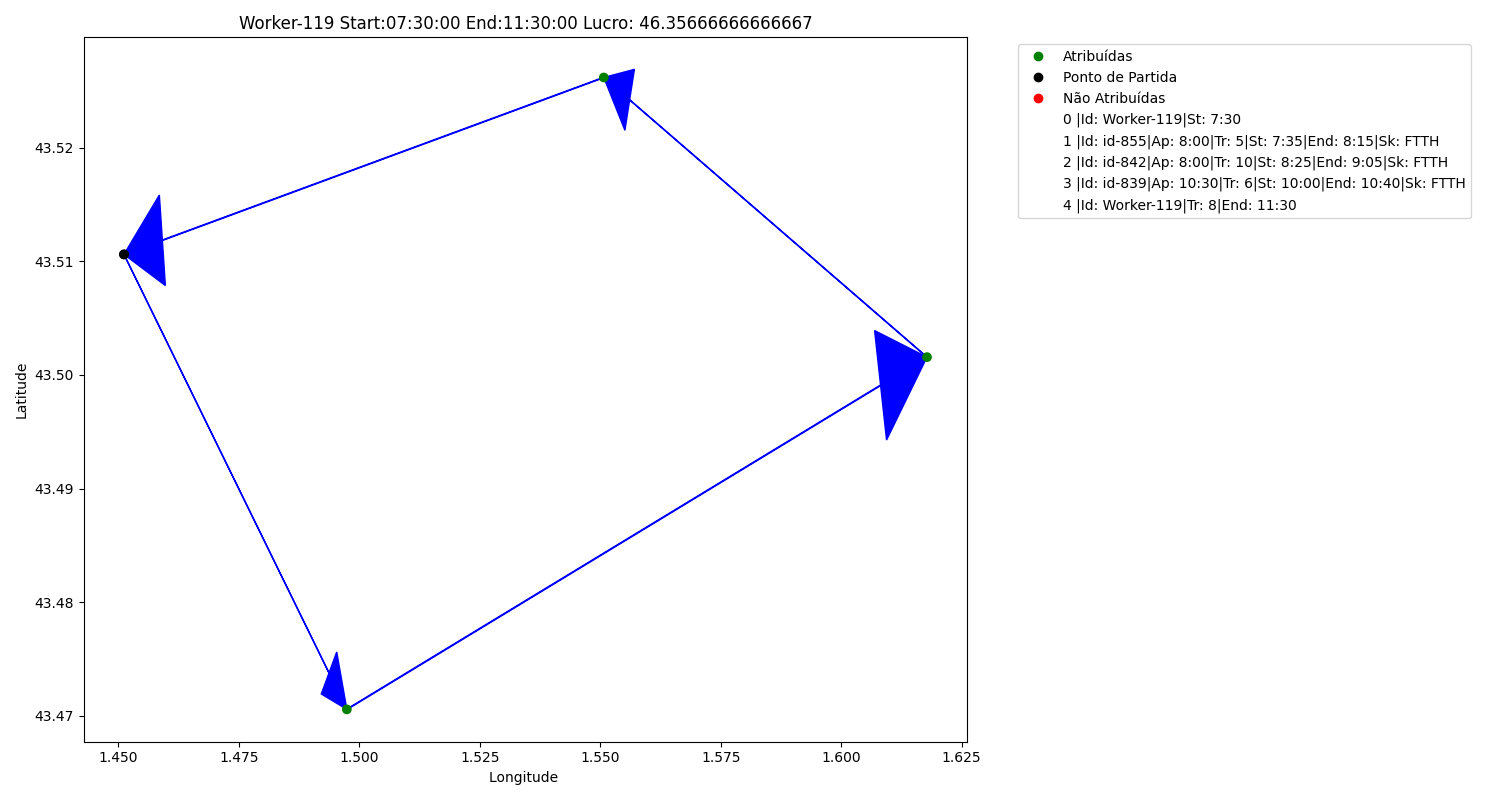 Worker-119 Start:07:30:00 End:11:30:00 Lucro: 46.35666666666667
Atribuídas
Ponto de Partida
Não Atribuídas
0 |Id: Worker-119|St: 7:30
1 |Id: id-855|Ap: 8:00|Tr: 5|St: 7:35|End: 8:15|Sk: FTTH
2 |Id: id-842|Ap: 8:00|Tr: 10|St: 8:25|End: 9:05|Sk: FTTH
3 |Id: id-839|Ap: 10:30|Tr: 6|St: 10:00|End: 10:40|Sk: FTTH
4 |Id: Worker-119|Tr: 8|End: 11:30
43.52
43.51
43.50
43.49
43.48
43.47
Latitude
1.450 1.475 1.500 1.525 1.550 1.575 1.600 1.625
Longitude